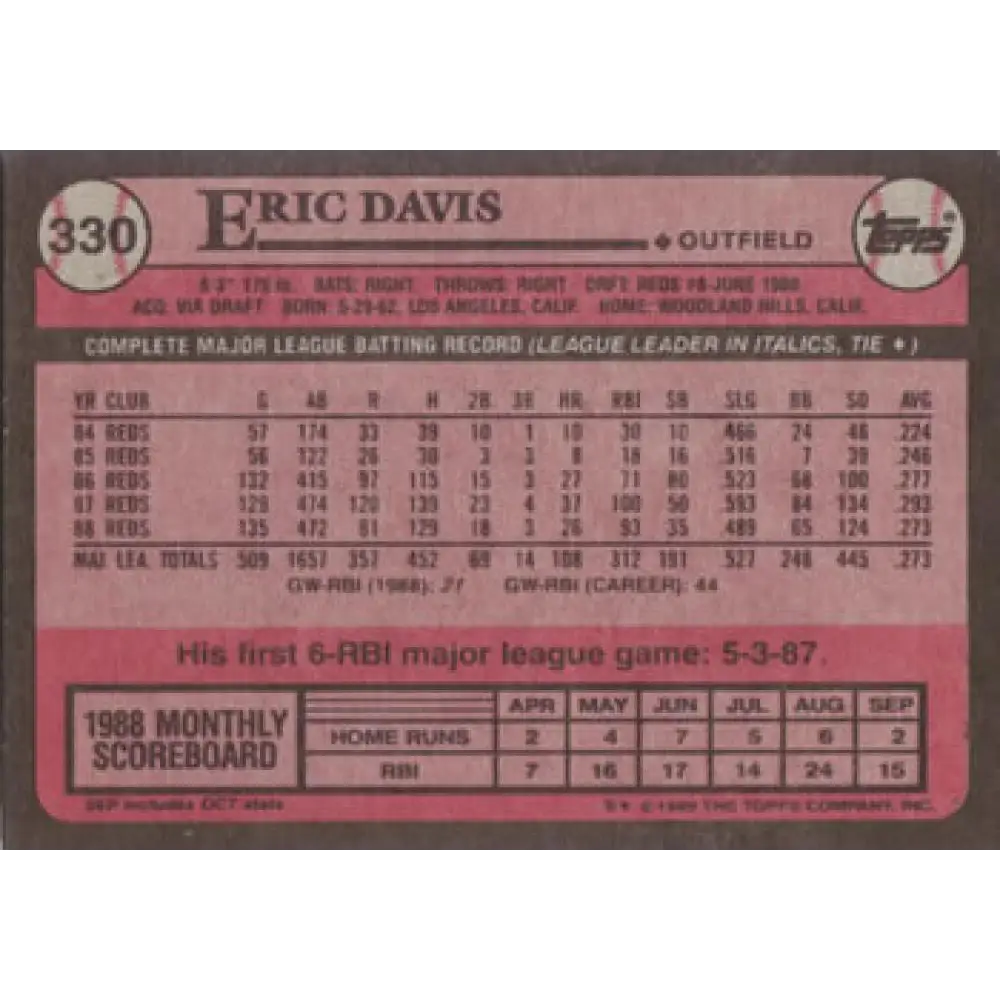 330 ERIC DAVIS ◆ OUTFIELD TOPPS®
6-3" 175 lb. BATS: RIGHT THROWS: RIGHT DRFT: REDS #8-JUNE 1980
ACQ. VIA DRAFT BORN: 5-29-62, LOS ANGELES, CALIF. HOME: WOODLAND HILLS, CALIF.
COMPLETE MAJOR LEAGUE BATTING RECORD (LEAGUE LEADER IN ITALICS, TIE ♦)
YR CLUB G AB R H 2B 3B HR RBI SB SLG BB SO AVG
84 REDS 57 174 33 39 10 1 10 30 10 .466 24 48 .224
85 REDS 56 122 26 30 3 3 8 18 16 .516 7 39 .246
86 REDS 132 415 97 115 15 3 27 71 80 .523 68 100 .277
87 REDS 129 474 120 139 23 4 37 100 50 .593 84 134 .293
88 REDS 135 472 81 129 18 3 26 93 35 .489 65 124 .273
MAJ. LEA. TOTALS 509 1657 357 452 69 14 108 312 191 .527 248 445 .273
GW-RBI (1988): 21 GW-RBI (CAREER): 44
His first 6-RBI major league game: 5-3-87.
1988 MONTHLY SCOREBOARD
APR MAY JUN JUL AUG SEP
HOME RUNS 2 4 7 5 6 2
RBI 7 16 17 14 24 15
SEP includes OCT stats © 1989 THE TOPPS COMPANY, INC.